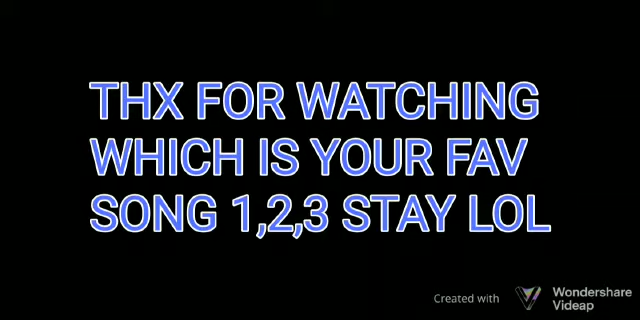 THX FOR WATCHING
WHICH IS YOUR FAV
SONG 1,2,3 STAY LOL
Created with Wondershare
Videap